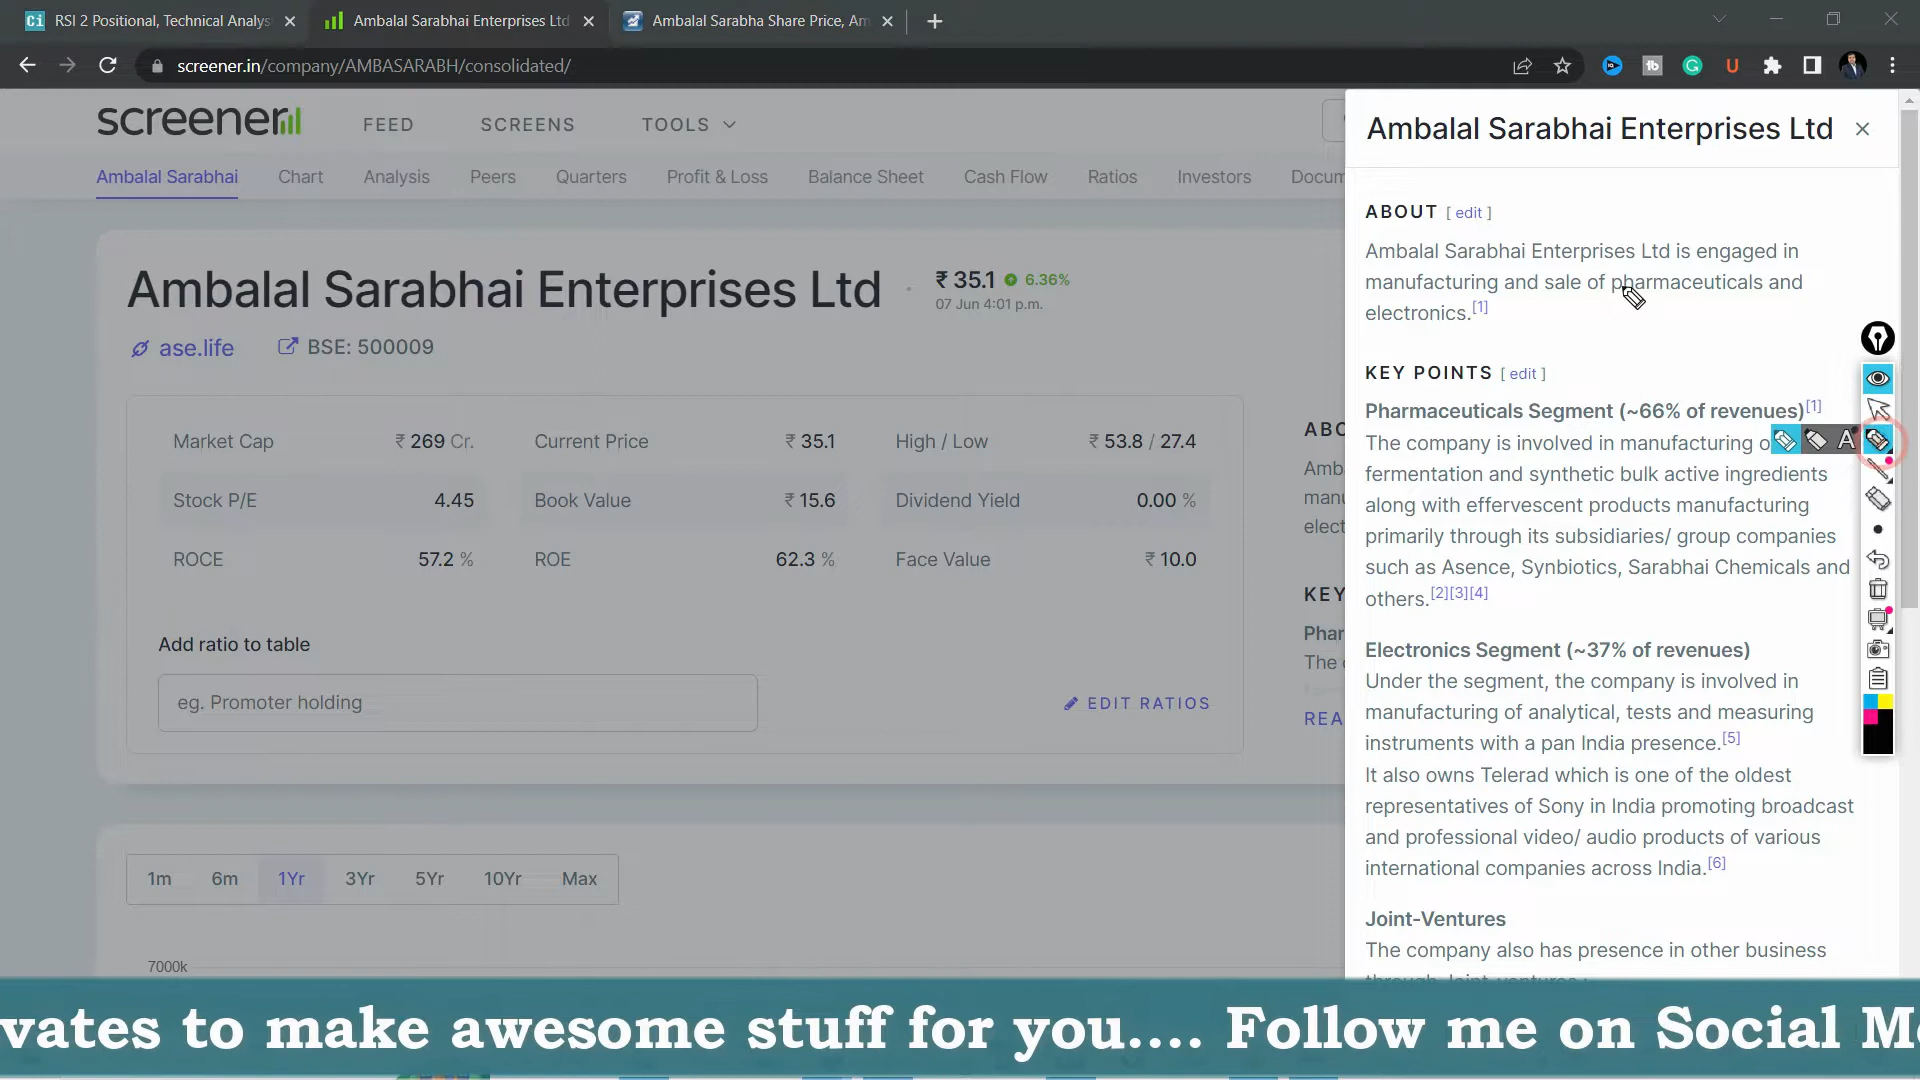 RSI 2 Positional, Technical Analys
Ambalal Sarabhai Enterprises Ltd
Ambalal Sarabha Share Price, Am
screener.in/company/AMBASARABH/consolidated/
screener
FEED
SCREENS
TOOLS
Ambalal Sarabhai
Chart
Analysis
Peers
Quarters
Profit & Loss
Balance Sheet
Cash Flow
Ratios
Investors
Docum
Ambalal Sarabhai Enterprises Ltd
₹ 35.1 6.36%
07 Jun 4:01 p.m.
ase.life
BSE: 500009
Market Cap ₹ 269 Cr.
Current Price ₹ 35.1
High / Low ₹ 53.8 / 27.4
Stock P/E 4.45
Book Value ₹ 15.6
Dividend Yield 0.00 %
ROCE 57.2 %
ROE 62.3 %
Face Value ₹ 10.0
Add ratio to table
eg. Promoter holding
EDIT RATIOS
ABO
Amb
manu
elect
KEY
Phar
The
REA
1m 6m 1Yr 3Yr 5Yr 10Yr Max
7000k
Ambalal Sarabhai Enterprises Ltd
ABOUT [ edit ]
Ambalal Sarabhai Enterprises Ltd is engaged in
manufacturing and sale of pharmaceuticals and
electronics.[1]
KEY POINTS [ edit ]
Pharmaceuticals Segment (~66% of revenues)[1]
The company is involved in manufacturing o
fermentation and synthetic bulk active ingredients
along with effervescent products manufacturing
primarily through its subsidiaries/ group companies
such as Asence, Synbiotics, Sarabhai Chemicals and
others.[2][3][4]
Electronics Segment (~37% of revenues)
Under the segment, the company is involved in
manufacturing of analytical, tests and measuring
instruments with a pan India presence.[5]
It also owns Telerad which is one of the oldest
representatives of Sony in India promoting broadcast
and professional video/ audio products of various
international companies across India.[6]
Joint-Ventures
The company also has presence in other business
vates to make awesome stuff for you.... Follow me on Social M